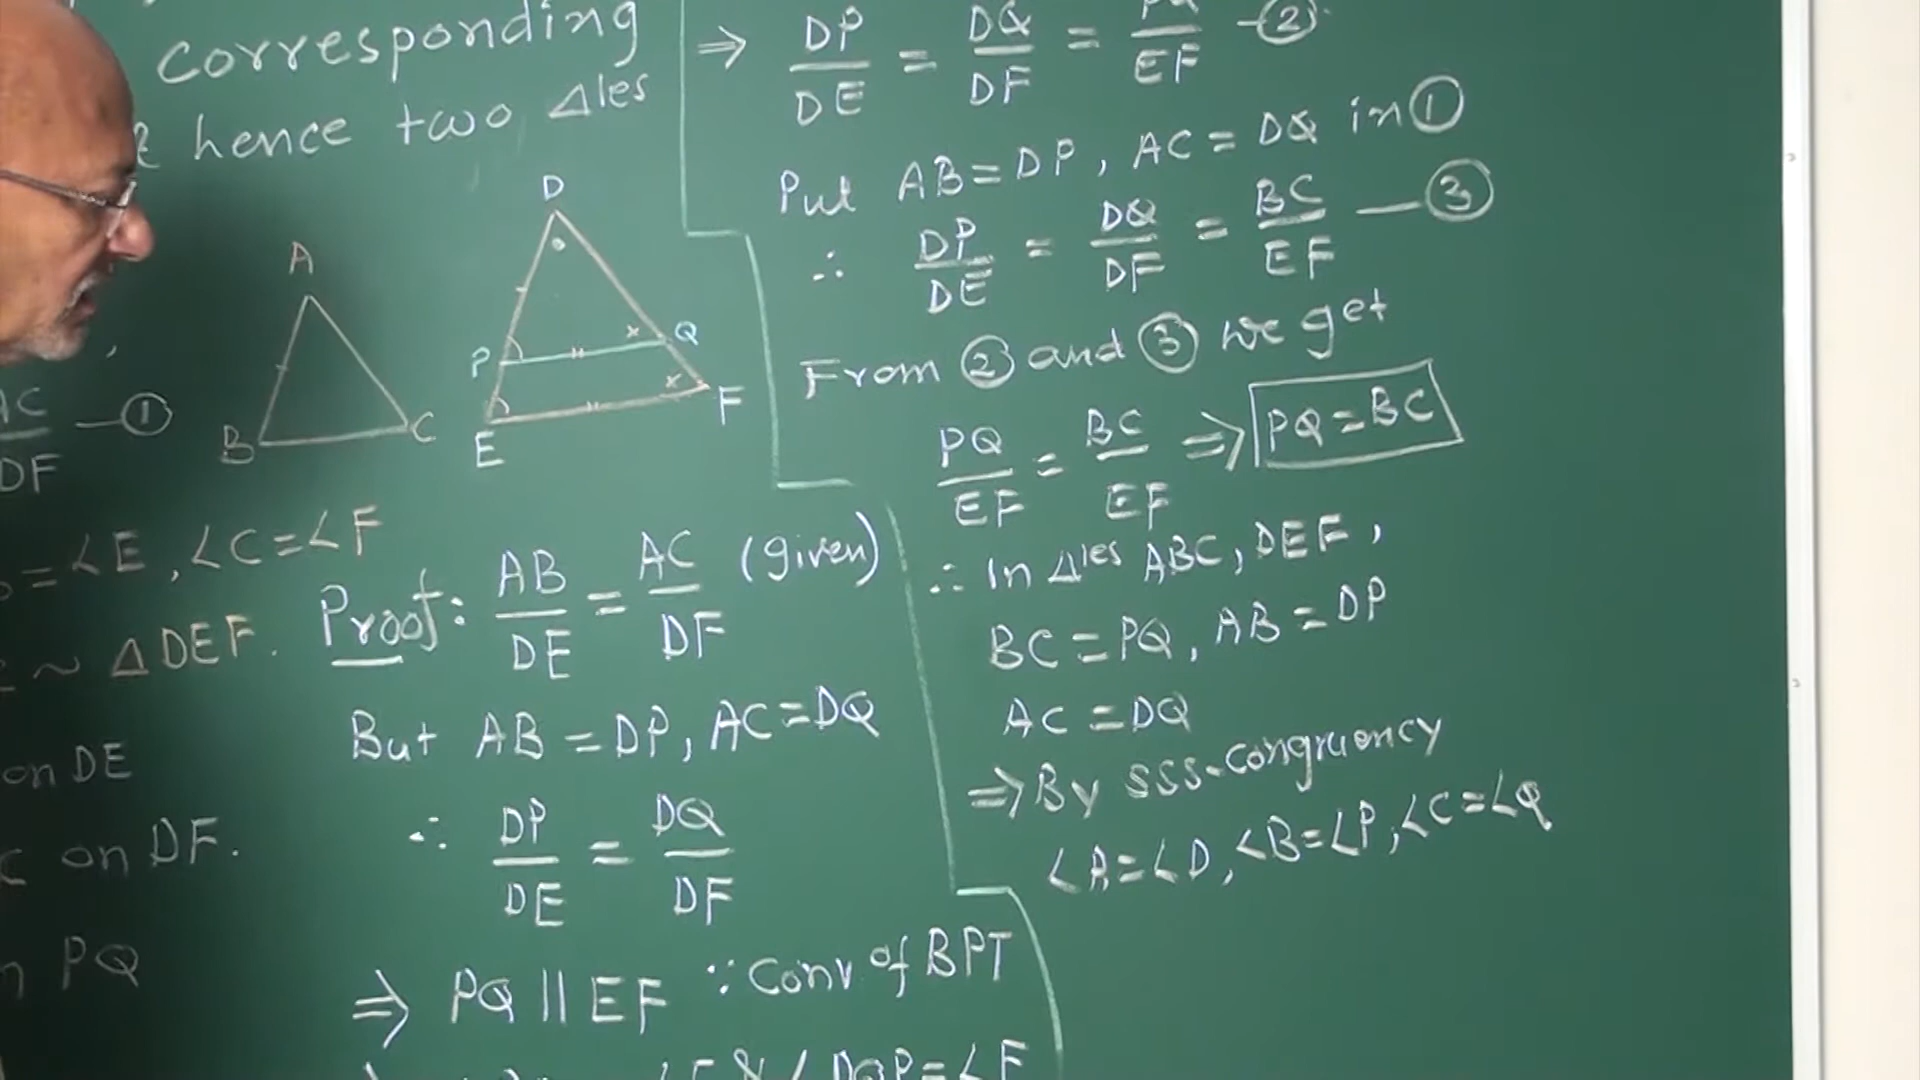 corresponding
hence two Δles
A
B
C
D
P
Q
E
F
AC
DF
— ①
= ∠E, ∠C = ∠F
~ Δ DEF.
on DE
C on DF.
PQ
Proof: AB/DE = AC/DF (given)
But AB = DP, AC = DQ
∴ DP/DE = DQ/DF
⇒ PQ || EF ∵ Conv of BPT
∠DQP = ∠F
⇒ DP/DE = DQ/DF = PQ/EF — ②
Put AB = DP, AC = DQ in ①
∴ DP/DE = DQ/DF = BC/EF — ③
From ② and ③ we get
PQ/EF = BC/EF ⇒ PQ = BC
∴ In Δles ABC, DEF,
BC = PQ, AB = DP
AC = DQ
⇒ By SSS-congruency
∠A = ∠D, ∠B = ∠P, ∠C = ∠Q